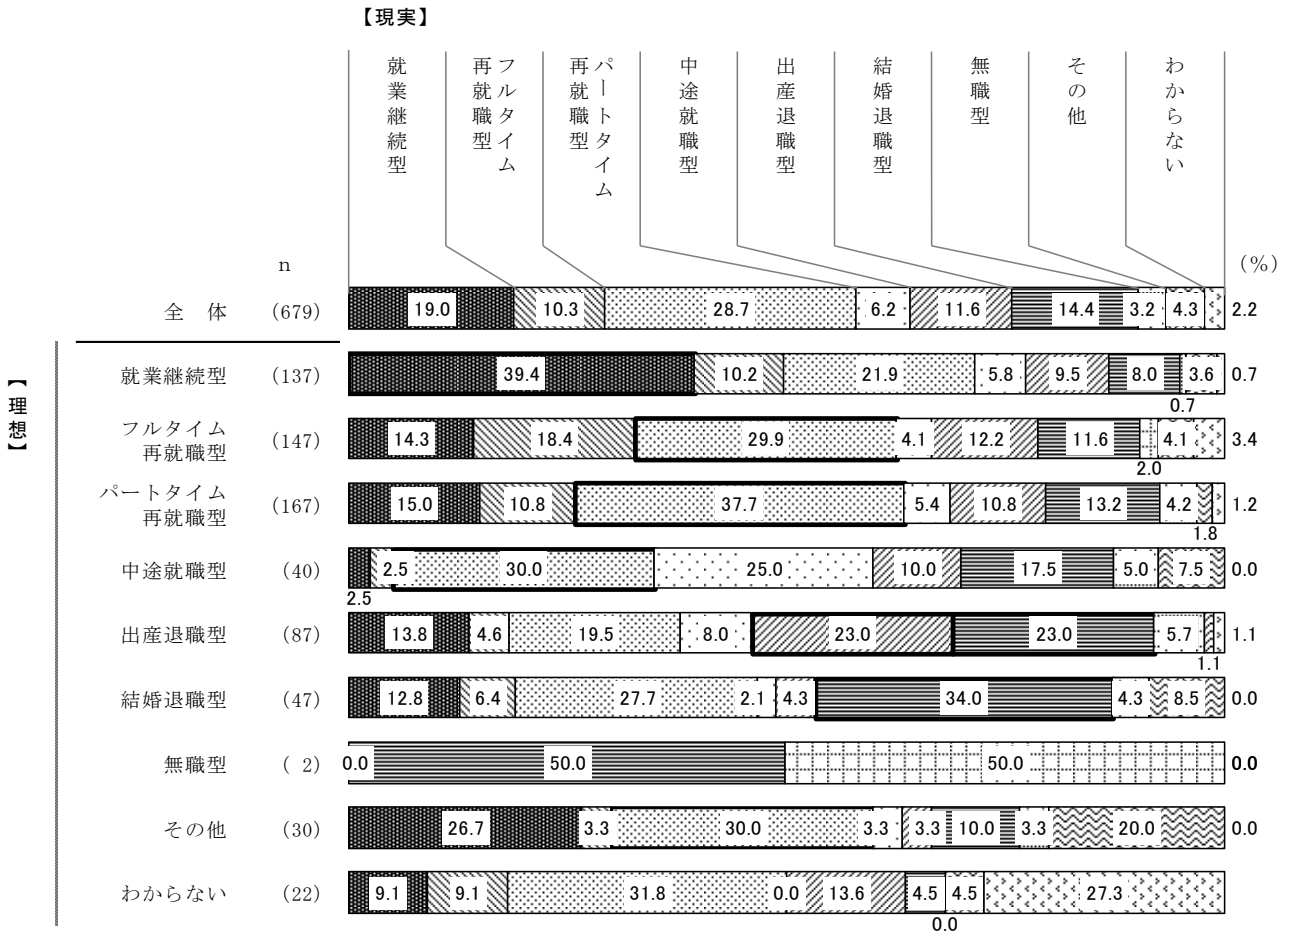 【現実】
就業継続型
フルタイム
再就職型
パートタイム
再就職型
中途就職型
出産退職型
結婚退職型
無職型
その他
わからない
n
(%)
全 体 (679) 19.0 10.3 28.7 6.2 11.6 14.4 3.2 4.3 2.2
【理想】
就業継続型 (137) 39.4 10.2 21.9 5.8 9.5 8.0 3.6 0.7
0.7
フルタイム
再就職型
(147) 14.3 18.4 29.9 4.1 12.2 11.6 4.1 3.4
2.0
パートタイム
再就職型
(167) 15.0 10.8 37.7 5.4 10.8 13.2 4.2 1.2
1.8
中途就職型 (40) 2.5 30.0 25.0 10.0 17.5 5.0 7.5 0.0
2.5
出産退職型 (87) 13.8 4.6 19.5 8.0 23.0 23.0 5.7 1.1
1.1
結婚退職型 (47) 12.8 6.4 27.7 2.1 4.3 34.0 4.3 8.5 0.0
無職型 ( 2) 0.0 50.0 50.0 0.0
その他 (30) 26.7 3.3 30.0 3.3 3.3 10.0 3.3 20.0 0.0
わからない (22) 9.1 9.1 31.8 0.0 13.6 4.5 4.5 27.3
0.0